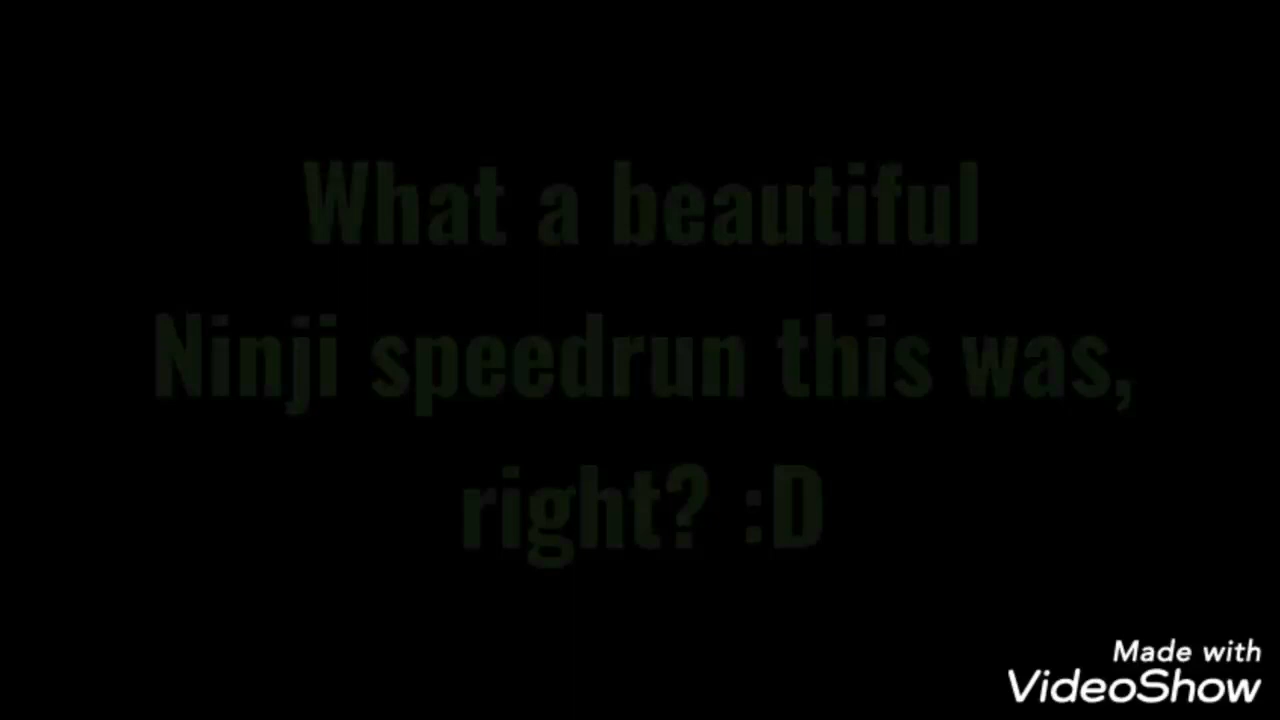 What a beautiful
Ninji speedrun this was,
right? :D
Made with
VideoShow